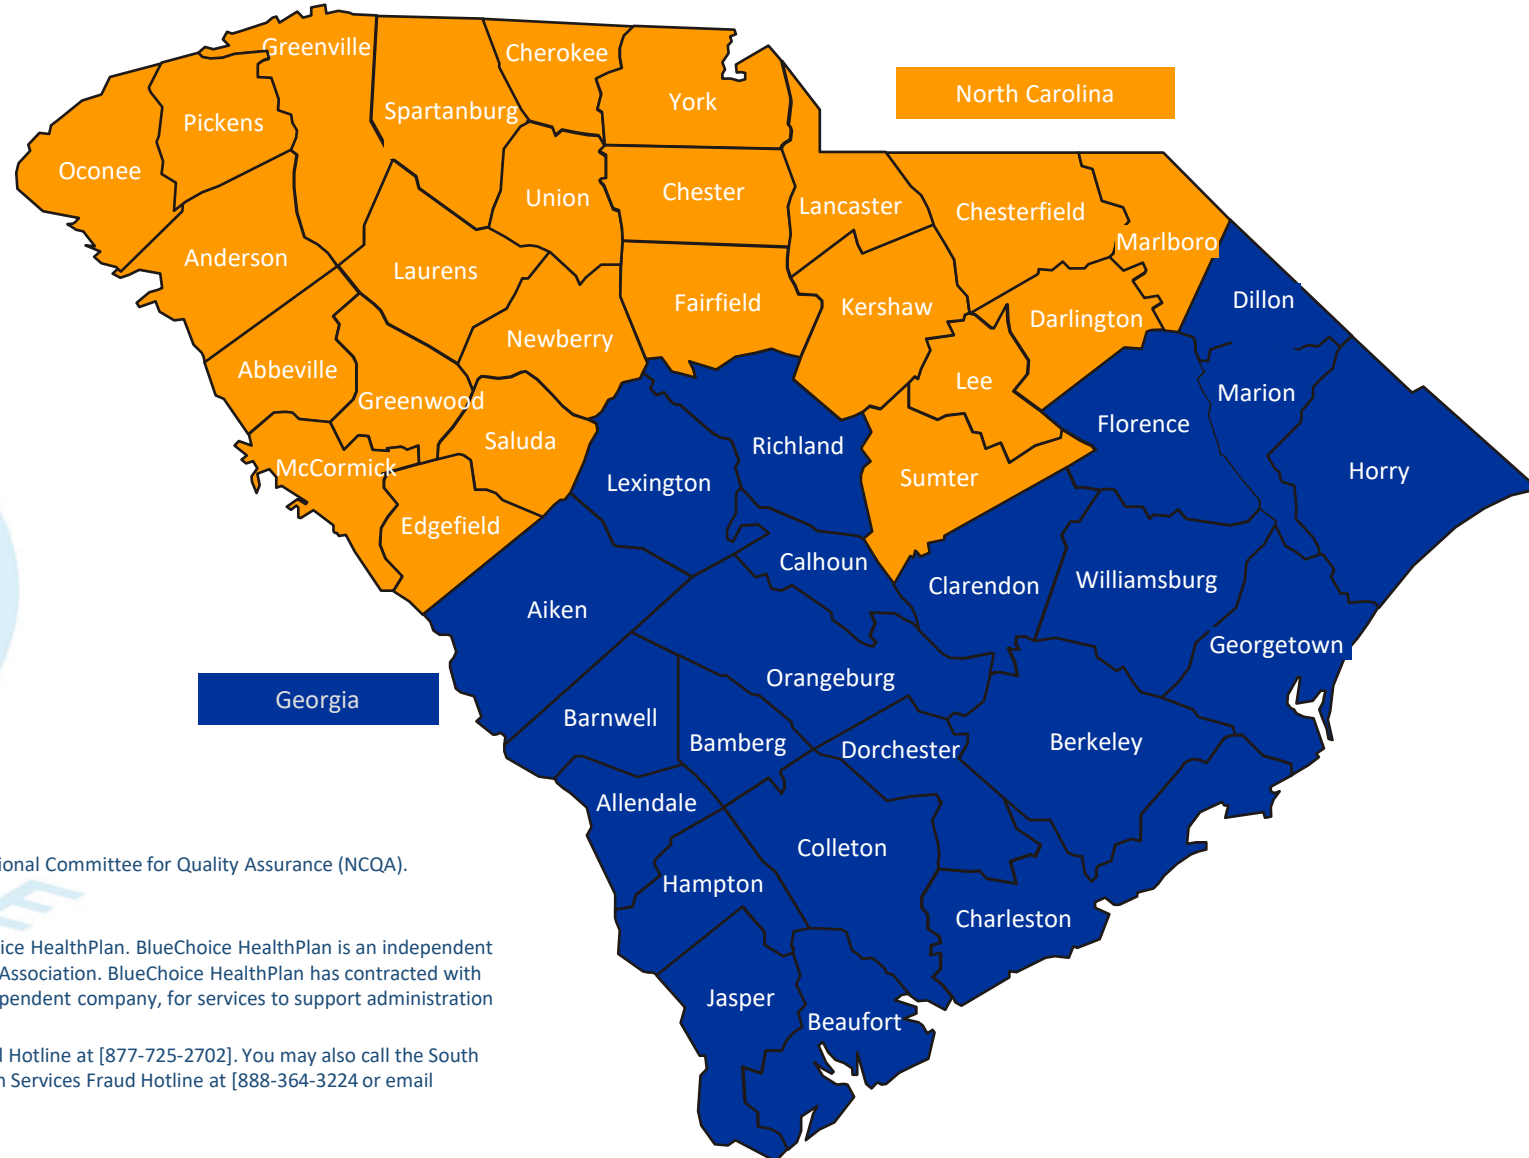 Greenville
Cherokee
North Carolina
York
Spartanburg
Pickens
Oconee
Union
Chester
Lancaster
Chesterfield
Marlboro
Anderson
Laurens
Dillon
Fairfield
Kershaw
Darlington
Newberry
Abbeville
Greenwood
Lee
Marion
Florence
Saluda
Richland
McCormick
Lexington
Sumter
Horry
Edgefield
Calhoun
Clarendon
Williamsburg
Aiken
Georgetown
Orangeburg
Georgia
Barnwell
Bamberg
Dorchester
Berkeley
Allendale
Colleton
Hampton
Charleston
Jasper
Beaufort
ional Committee for Quality Assurance (NCQA).
E
ice HealthPlan. BlueChoice HealthPlan is an independent
Association. BlueChoice HealthPlan has contracted with
pendent company, for services to support administration
l Hotline at [877-725-2702]. You may also call the South
n Services Fraud Hotline at [888-364-3224 or email